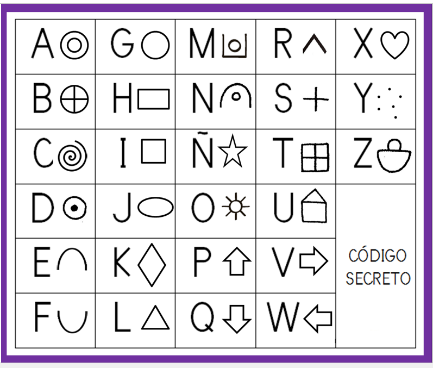 A G M R X
B H N S Y
C I Ñ T Z
D J O U
E K P V
F L Q W
CÓDIGO
SECRETO